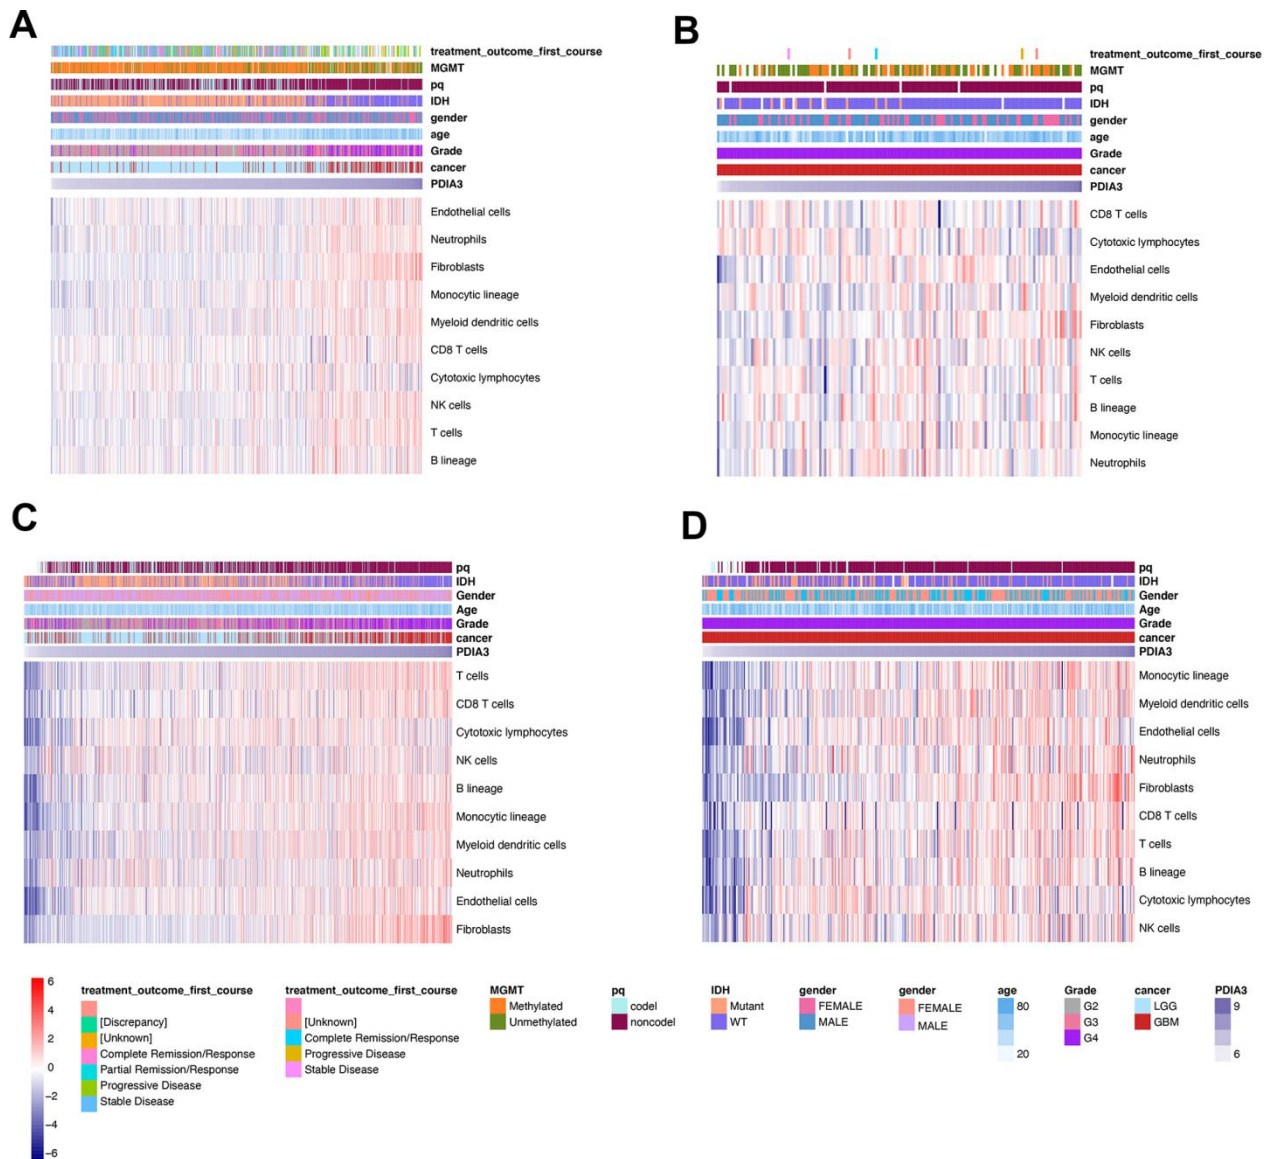 A
treatment_outcome_first_course
MGMT
pq
IDH
gender
age
Grade
cancer
PDIA3
Endothelial cells
Neutrophils
Fibroblasts
Monocytic lineage
Myeloid dendritic cells
CD8 T cells
Cytotoxic lymphocytes
NK cells
T cells
B lineage
B
treatment_outcome_first_course
MGMT
pq
IDH
gender
age
Grade
cancer
PDIA3
CD8 T cells
Cytotoxic lymphocytes
Endothelial cells
Myeloid dendritic cells
Fibroblasts
NK cells
T cells
B lineage
Monocytic lineage
Neutrophils
C
pq
IDH
Gender
Age
Grade
cancer
PDIA3
T cells
CD8 T cells
Cytotoxic lymphocytes
NK cells
B lineage
Monocytic lineage
Myeloid dendritic cells
Neutrophils
Endothelial cells
Fibroblasts
D
pq
IDH
Gender
Age
Grade
cancer
PDIA3
Monocytic lineage
Myeloid dendritic cells
Endothelial cells
Neutrophils
Fibroblasts
CD8 T cells
T cells
B lineage
Cytotoxic lymphocytes
NK cells
6
4
2
0
−2
−4
−6
treatment_outcome_first_course
[Discrepancy]
[Unknown]
Complete Remission/Response
Partial Remission/Response
Progressive Disease
Stable Disease
treatment_outcome_first_course
[Unknown]
Complete Remission/Response
Progressive Disease
Stable Disease
MGMT
Methylated
Unmethylated
pq
codel
noncodel
IDH
Mutant
WT
gender
FEMALE
MALE
gender
FEMALE
MALE
age
80
20
Grade
G2
G3
G4
cancer
LGG
GBM
PDIA3
9
6